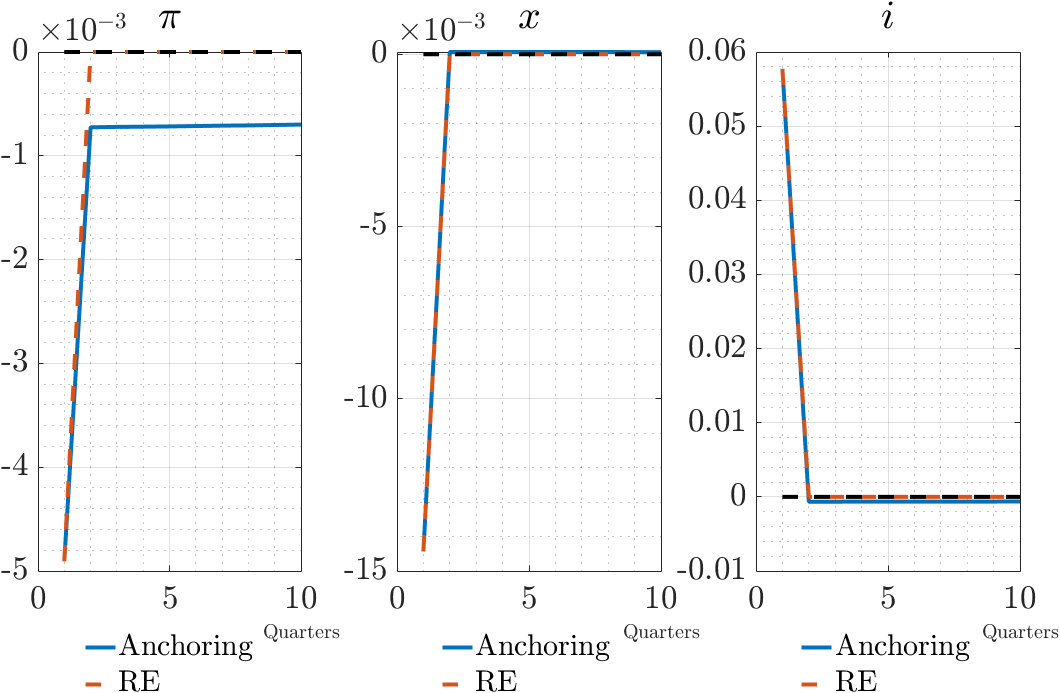 ×10⁻³ π
0
-1
-2
-3
-4
-5
0 5 10
Quarters
Anchoring
RE
×10⁻³ x
0
-5
-10
-15
0 5 10
Quarters
Anchoring
RE
i
0.06
0.05
0.04
0.03
0.02
0.01
0
-0.01
0 5 10
Quarters
Anchoring
RE